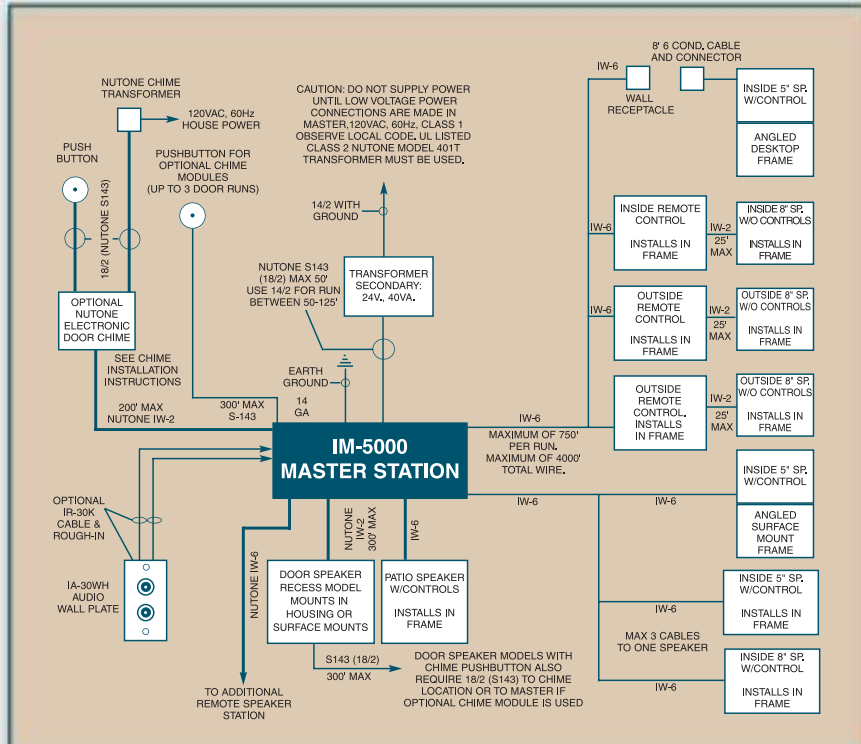 NUTONE CHIME
TRANSFORMER
120VAC, 60Hz
HOUSE POWER
PUSH
BUTTON
18/2 (NUTONE S143)
PUSHBUTTON FOR
OPTIONAL CHIME
MODULES
(UP TO 3 DOOR RUNS)
CAUTION: DO NOT SUPPLY POWER
UNTIL LOW VOLTAGE POWER
CONNECTIONS ARE MADE IN
MASTER,120VAC, 60Hz, CLASS 1
OBSERVE LOCAL CODE. UL LISTED
CLASS 2 NUTONE MODEL 401T
TRANSFORMER MUST BE USED.
14/2 WITH
GROUND
NUTONE S143
(18/2) MAX 50'
USE 14/2 FOR RUN
BETWEEN 50-125'
TRANSFORMER
SECONDARY:
24V., 40VA.
OPTIONAL
NUTONE
ELECTRONIC
DOOR CHIME
SEE CHIME
INSTALLATION
INSTRUCTIONS
EARTH
GROUND
200' MAX
NUTONE IW-2
300' MAX
S-143
14
GA
IM-5000
MASTER STATION
IW-6
MAXIMUM OF 750'
PER RUN.
MAXIMUM OF 4000'
TOTAL WIRE.
IW-6
WALL
RECEPTACLE
8' 6 COND. CABLE
AND CONNECTOR
INSIDE 5" SP.
W/CONTROL
ANGLED
DESKTOP
FRAME
IW-6
INSIDE REMOTE
CONTROL
INSTALLS IN
FRAME
IW-2
25'
MAX
INSIDE 8" SP.
W/O CONTROLS
INSTALLS IN
FRAME
IW-6
OUTSIDE
REMOTE
CONTROL
INSTALLS IN
FRAME
IW-2
25'
MAX
OUTSIDE 8" SP.
W/O CONTROLS
INSTALLS IN
FRAME
OUTSIDE
REMOTE
CONTROL.
INSTALLS
IN FRAME
IW-2
25'
MAX
OUTSIDE 8" SP.
W/O CONTROLS
INSTALLS IN
FRAME
IW-6
IW-6
INSIDE 5" SP.
W/CONTROL
ANGLED
SURFACE
MOUNT
FRAME
IW-6
INSIDE 5" SP.
W/CONTROL
INSTALLS IN
FRAME
MAX 3 CABLES
TO ONE SPEAKER
IW-6
INSIDE 8" SP.
W/CONTROL
INSTALLS IN
FRAME
OPTIONAL
IR-30K
CABLE &
ROUGH-IN
IA-30WH
AUDIO
WALL PLATE
NUTONE IW-6
TO ADDITIONAL
REMOTE SPEAKER
STATION
NUTONE
IW-2
300' MAX
IW-6
DOOR SPEAKER
RECESS MODEL
MOUNTS IN
HOUSING OR
SURFACE MOUNTS
PATIO SPEAKER
W/CONTROLS
INSTALLS IN
FRAME
S143 (18/2)
300' MAX
DOOR SPEAKER MODELS WITH
CHIME PUSHBUTTON ALSO
REQUIRE 18/2 (S143) TO CHIME
LOCATION OR TO MASTER IF
OPTIONAL CHIME MODULE IS USED